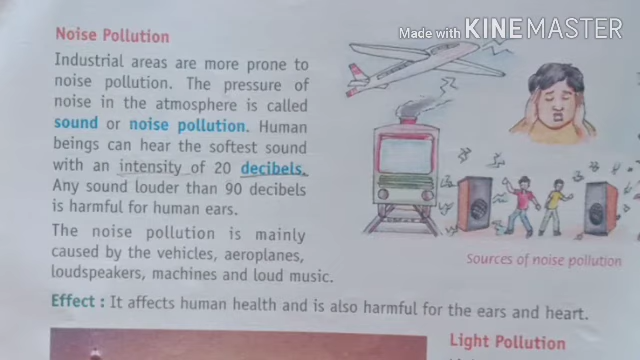 Made with KINEMASTER
Noise Pollution
Industrial areas are more prone to
noise pollution. The pressure of
noise in the atmosphere is called
sound or noise pollution. Human
beings can hear the softest sound
with an intensity of 20 decibels.
Any sound louder than 90 decibels
is harmful for human ears.
The noise pollution is mainly
caused by the vehicles, aeroplanes,
loudspeakers, machines and loud music.
Sources of noise pollution
Effect : It affects human health and is also harmful for the ears and heart.
Light Pollution